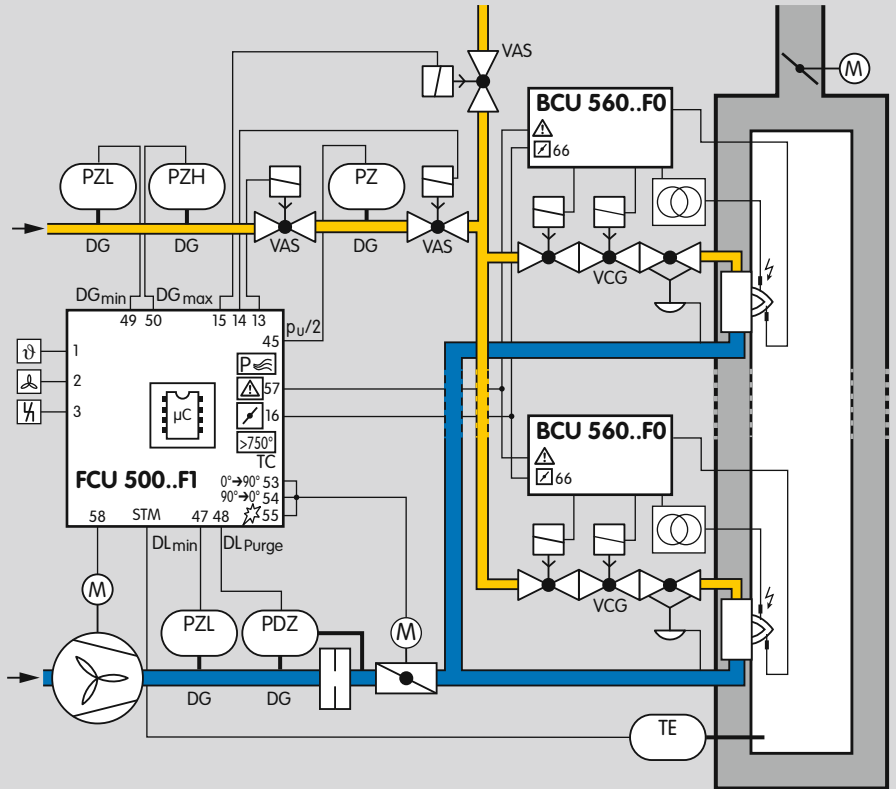 VAS
M
BCU 560..F0
66
PZL
PZH
PZ
DG
DG
VAS
DG
VAS
VCG
DGmin
DGmax
49 50
15 14 13
pu/2
45
1
2
3
ϑ
P
57
µC
16
>750°
TC
FCU 500..F1
0°→90° 53
90°→0° 54
55
58
STM
47 48
DLmin
DLPurge
BCU 560..F0
66
VCG
M
PZL
PDZ
M
DG
DG
TE